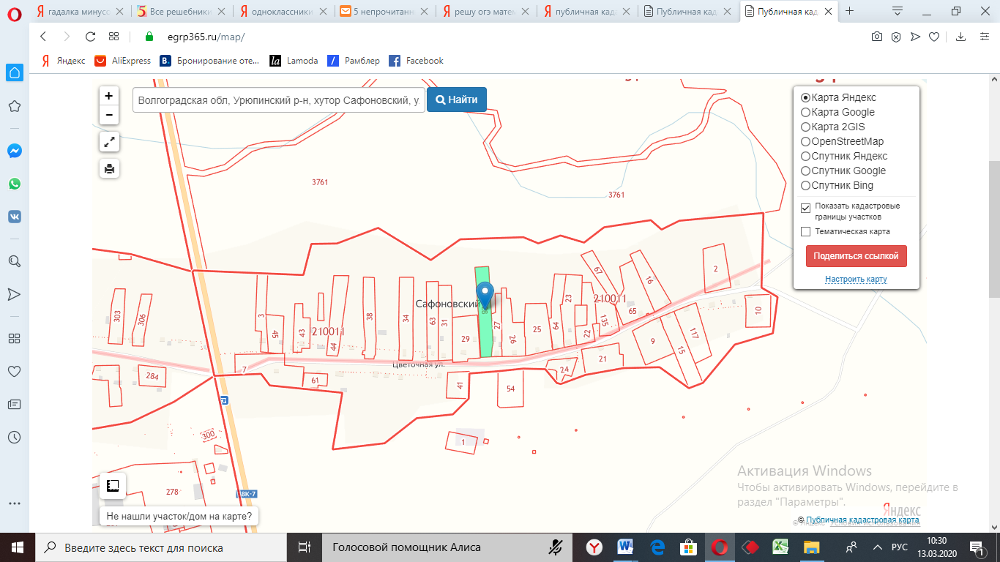 гадалка минусс
Все решебники
одноклассники
5 непрочитанн
решу огэ матем
публичная када
Публичная кад
Публичная кад
egrp365.ru/map/
Яндекс
AliExpress
Бронирование оте...
Lamoda
Рамблер
Facebook
+
−
Волгоградская обл, Урюпинский р-н, хутор Сафоновский, у
Найти
Карта Яндекс
Карта Google
Карта 2GIS
OpenStreetMap
Спутник Яндекс
Спутник Google
Спутник Bing
Показать кадастровые
границы участков
Тематическая карта
Поделиться ссылкой
Настроить карту
3761
3761
67
16
2
Сафоновский
23
210011
303
306
3
45
43
210011
44
38
34
63
31
29
27
26
25
64
22
135
65
9
15
117
10
7
Цветочная ул.
284
61
41
54
24
21
300
1
278
8К-7
Не нашли участок/дом на карте?
Активация Windows
Чтобы активировать Windows, перейдите в
раздел "Параметры".
Яндекс
© Публичная кадастровая карта
© Яндекс Условия использования
Введите здесь текст для поиска
Голосовой помощник Алиса
РУС
10:30
13.03.2020
1